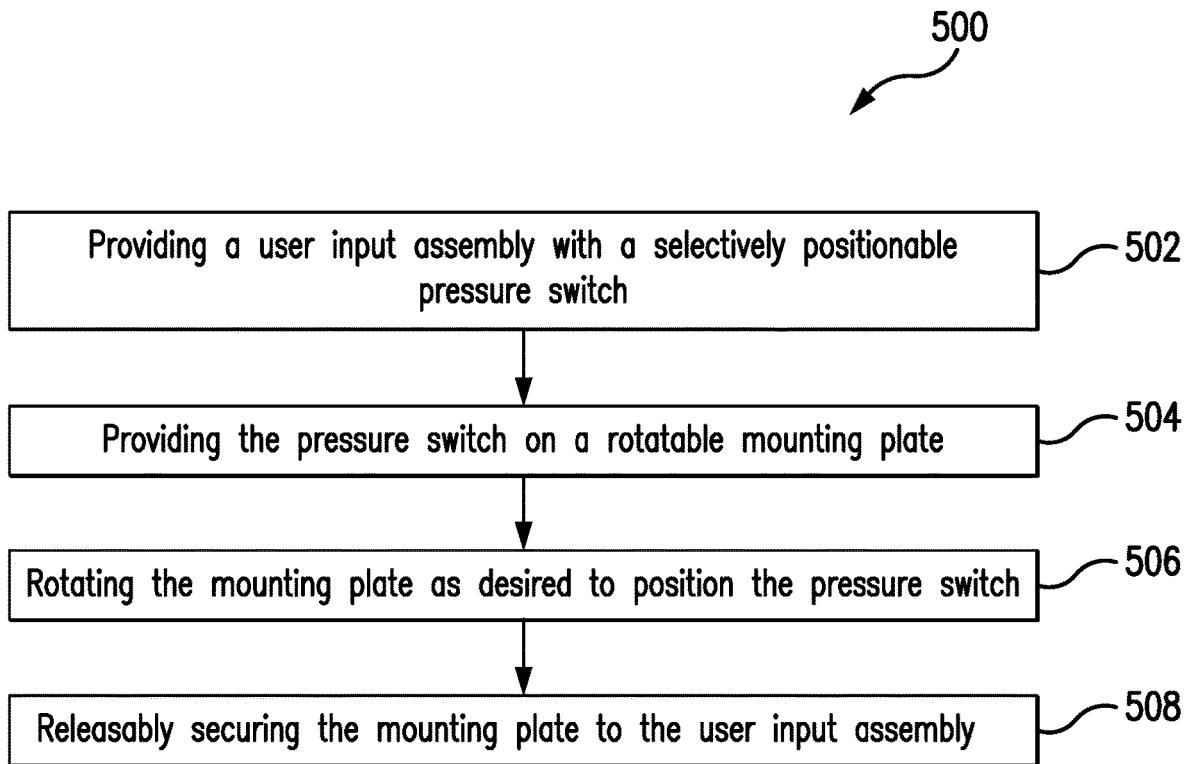 500
Providing a user input assembly with a selectively positionable
pressure switch
502
Providing the pressure switch on a rotatable mounting plate
504
Rotating the mounting plate as desired to position the pressure switch
506
Releasably securing the mounting plate to the user input assembly
508